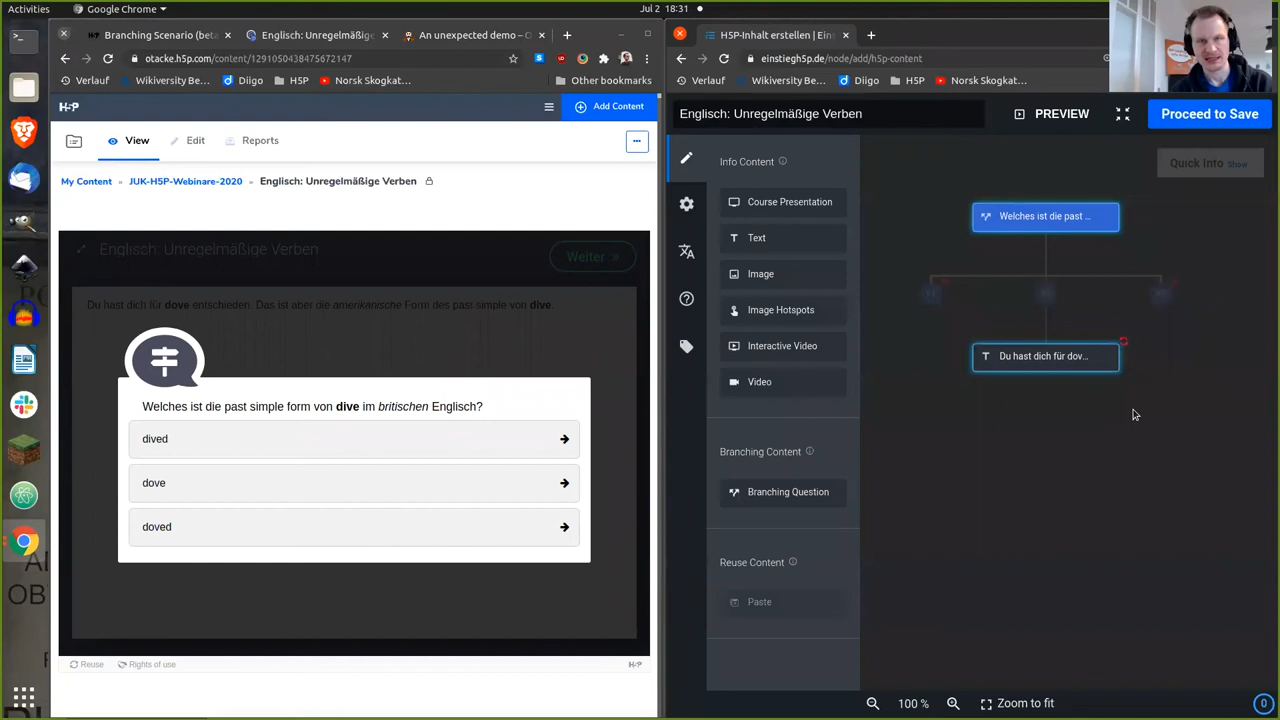 Activities
Google Chrome
Jul 2 18:31
Branching Scenario (beta
Englisch: Unregelmäßige
An unexpected demo – O
otacke.h5p.com/content/1291050438475672147
Verlauf
Wikiversity Be…
Diigo
H5P
Norsk Skogkat…
Other bookmarks
H5P
Add Content
View
Edit
Reports
My Content » JUK-H5P-Webinare-2020 » Englisch: Unregelmäßige Verben
Englisch: Unregelmäßige Verben
Weiter »
Du hast dich für dove entschieden. Das ist aber die amerikanische Form des past simple von dive.
Welches ist die past simple form von dive im britischen Englisch?
dived
dove
doved
Reuse
Rights of use
H5P
H5P-Inhalt erstellen | Eins
einstiegh5p.de/node/add/h5p-content
Verlauf
Wikiversity Be…
Diigo
H5P
Norsk Skogkat…
Englisch: Unregelmäßige Verben
PREVIEW
Proceed to Save
Info Content
Quick Info Show
Course Presentation
Text
Image
Image Hotspots
Interactive Video
Video
Branching Content
Branching Question
Reuse Content
Paste
Welches ist die past ...
Du hast dich für dov...
100 %
Zoom to fit
0